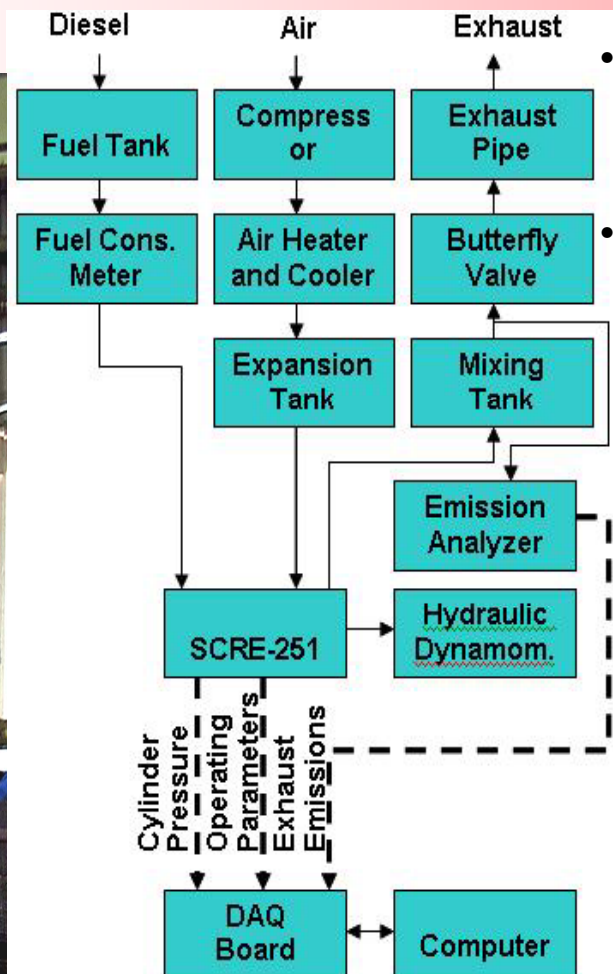 Diesel
Air
Exhaust
Fuel Tank
Compress
or
Exhaust
Pipe
Fuel Cons.
Meter
Air Heater
and Cooler
Butterfly
Valve
Expansion
Tank
Mixing
Tank
Emission
Analyzer
SCRE-251
Hydraulic
Dynamom.
Cylinder
Pressure
Operating
Parameters
Exhaust
Emissions
DAQ
Board
Computer